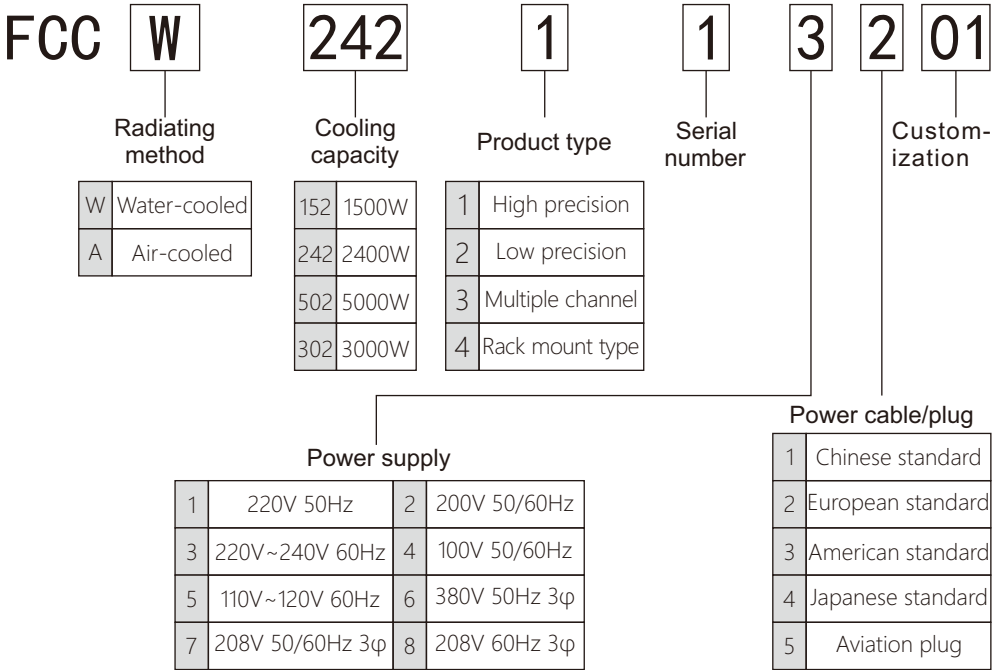 FCC W 242 1 1 3 2 01
Radiating
method
Cooling
capacity
Product type
Serial
number
Custom-
ization
W Water-cooled
A Air-cooled
152 1500W
242 2400W
502 5000W
302 3000W
1 High precision
2 Low precision
3 Multiple channel
4 Rack mount type
Power supply
1 220V 50Hz 2 200V 50/60Hz
3 220V~240V 60Hz 4 100V 50/60Hz
5 110V~120V 60Hz 6 380V 50Hz 3φ
7 208V 50/60Hz 3φ 8 208V 60Hz 3φ
Power cable/plug
1 Chinese standard
2 European standard
3 American standard
4 Japanese standard
5 Aviation plug